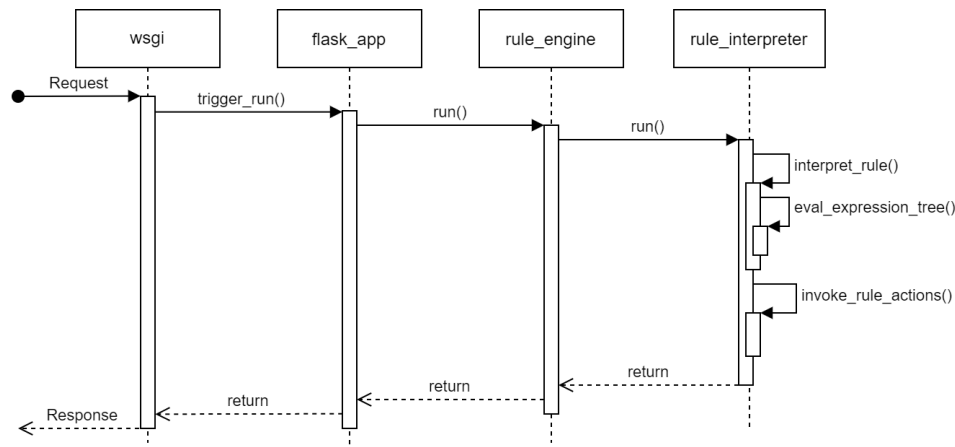 wsgi
flask_app
rule_engine
rule_interpreter
Request
trigger_run()
run()
run()
interpret_rule()
eval_expression_tree()
invoke_rule_actions()
return
return
return
Response